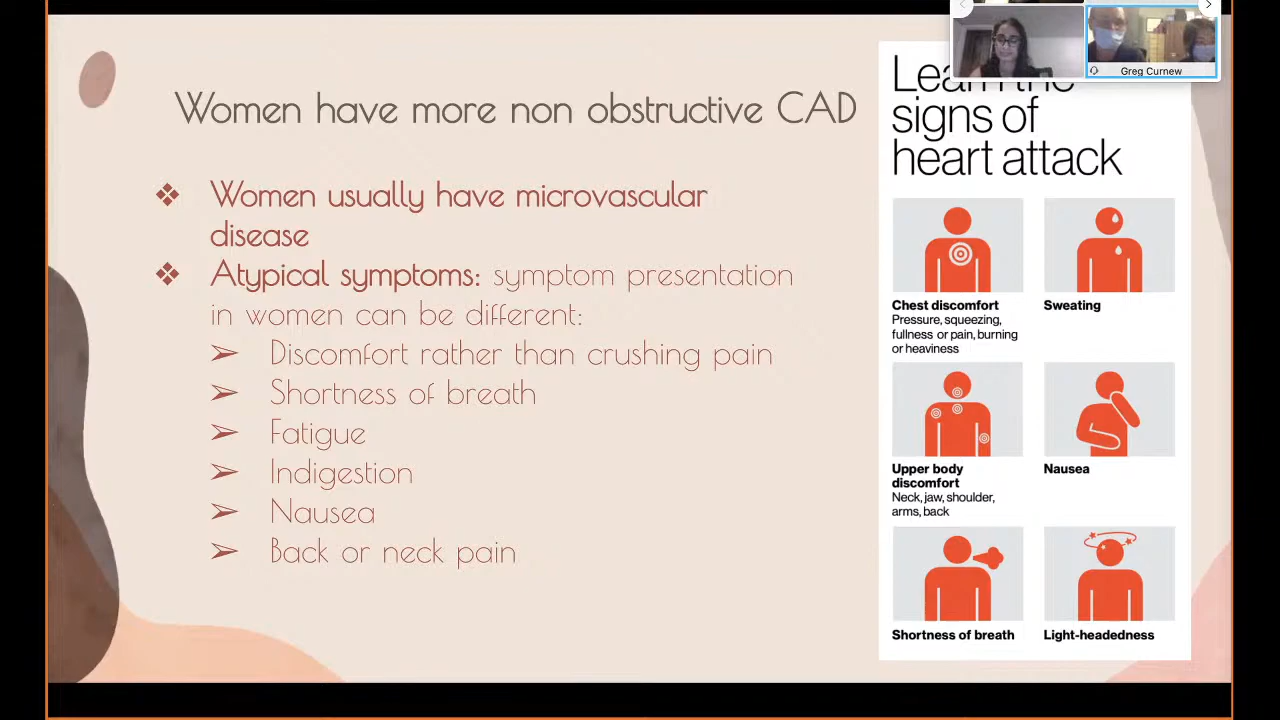 Women have more non obstructive CAD
Women usually have microvascular
disease
Atypical symptoms: symptom presentation
in women can be different:
Discomfort rather than crushing pain
Shortness of breath
Fatigue
Indigestion
Nausea
Back or neck pain
Greg Curnew
Learn the
signs of
heart attack
Chest discomfort
Pressure, squeezing,
fullness or pain, burning
or heaviness
Sweating
Upper body
discomfort
Neck, jaw, shoulder,
arms, back
Nausea
Shortness of breath
Light-headedness